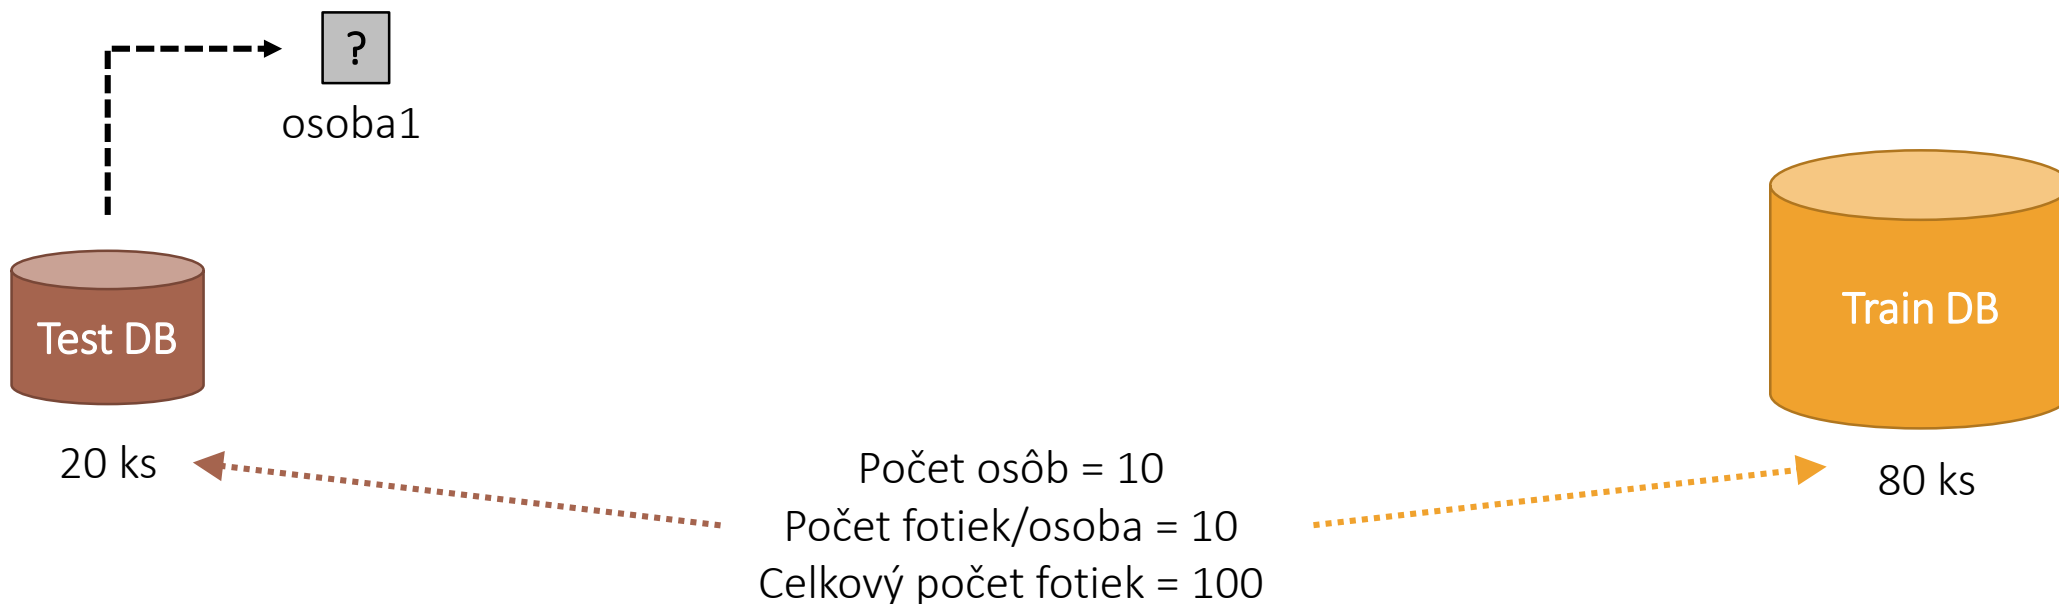 ?
osoba1
Test DB
20 ks
Train DB
80 ks
Počet osôb = 10
Počet fotiek/osoba = 10
Celkový počet fotiek = 100